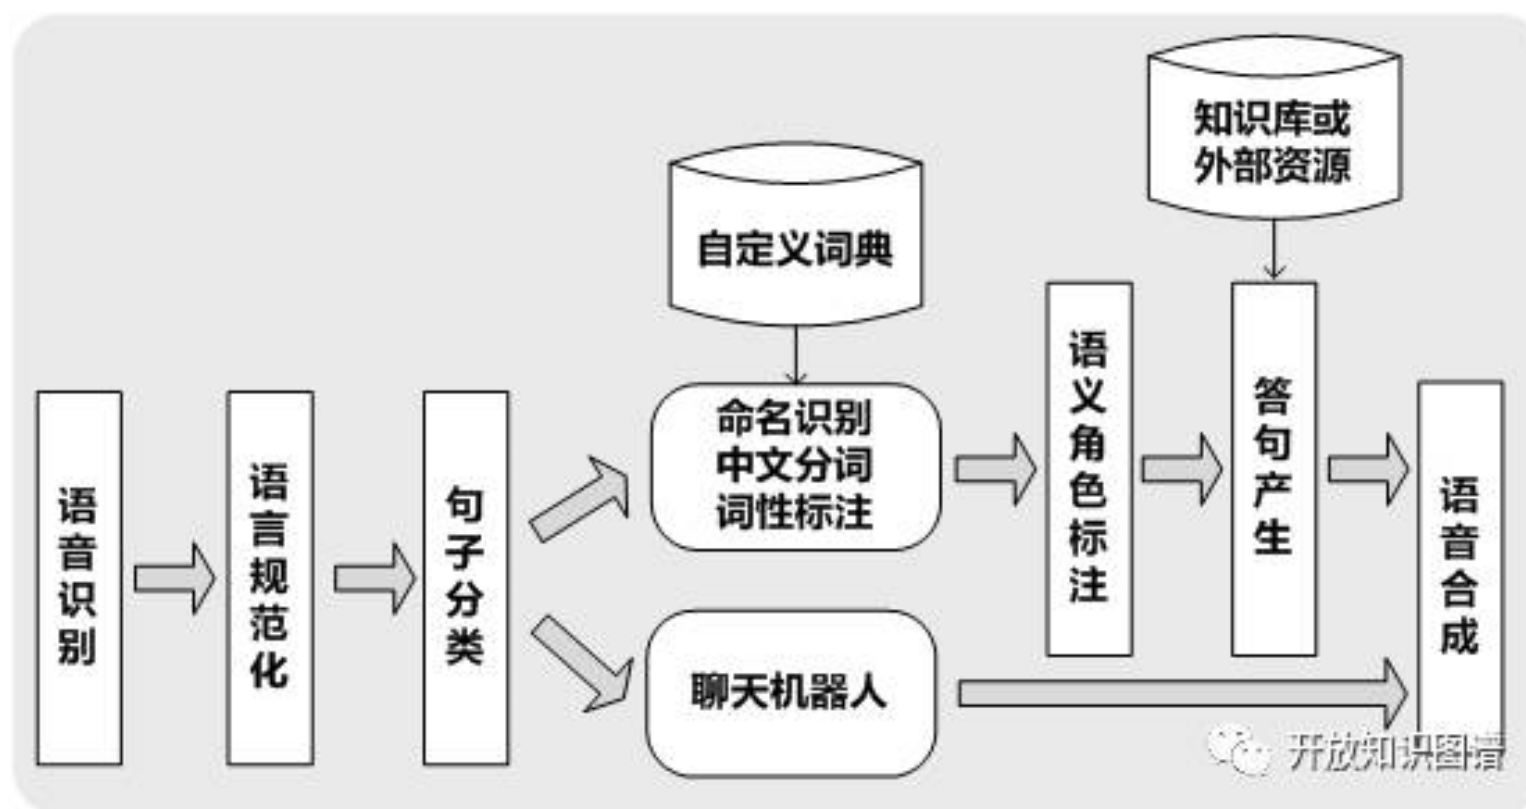 知识库或
外部资源
自定义词典
语音识别
语言规范化
句子分类
命名识别
中文分词
词性标注
聊天机器人
语义角色标注
答句产生
语音合成
开放知识图谱